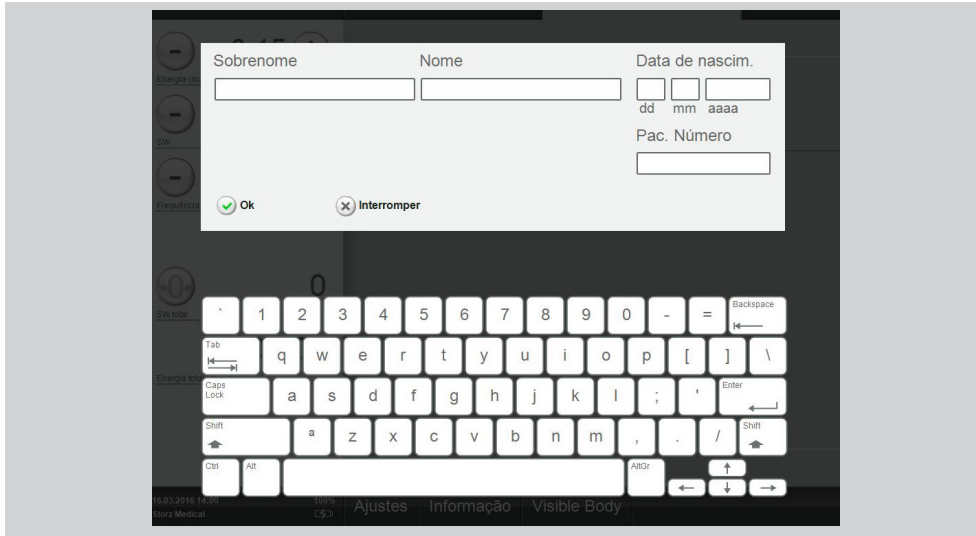 Sobrenome Nome Data de nascim.
dd mm aaaa
Pac. Número
Ok Interromper
Energia (m
SW
Frequência
0
SW total
Energia total
` 1 2 3 4 5 6 7 8 9 0 - = Backspace
Tab q w e r t y u i o p [ ] \
Caps Lock a s d f g h j k l ; ' Enter
Shift ª z x c v b n m , . / Shift
Ctrl Alt AltGr
16.03.2016 14:00 100%
Storz Medical
Ajustes Informação Visible Body